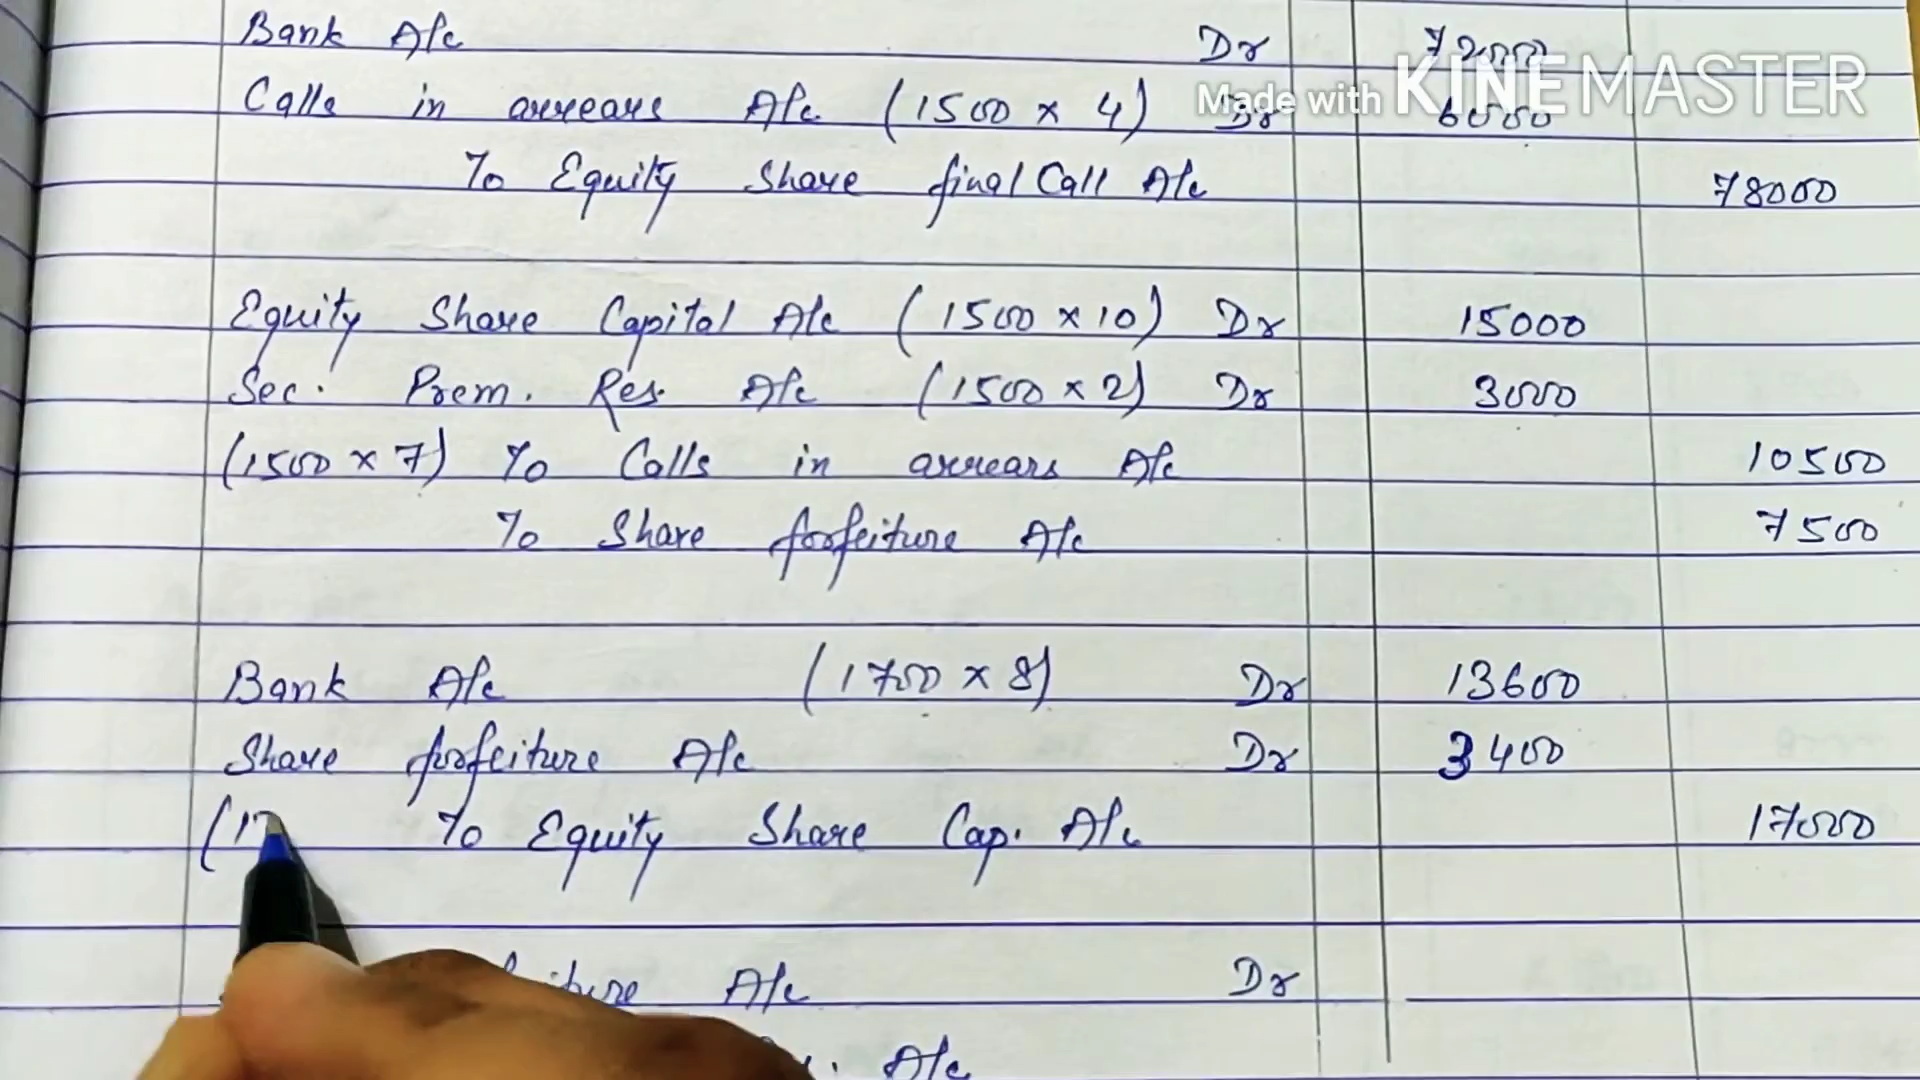 Bank A/c Dr 72000
Made with KINEMASTER
Calls in arrears A/c (1500 x 4) Dr 6000
To Equity Share final Call A/c 78000
Equity Share Capital A/c (1500 x 10) Dr 15000
Sec. Prem. Res. A/c (1500 x 2) Dr 3000
(1500 x 7) To Calls in arrears A/c 10500
To Share forfeiture A/c 7500
Bank A/c (1700 x 8) Dr 13600
Share forfeiture A/c Dr 3400
(17 To Equity Share Cap. A/c 17000
A/c Dr
A/c